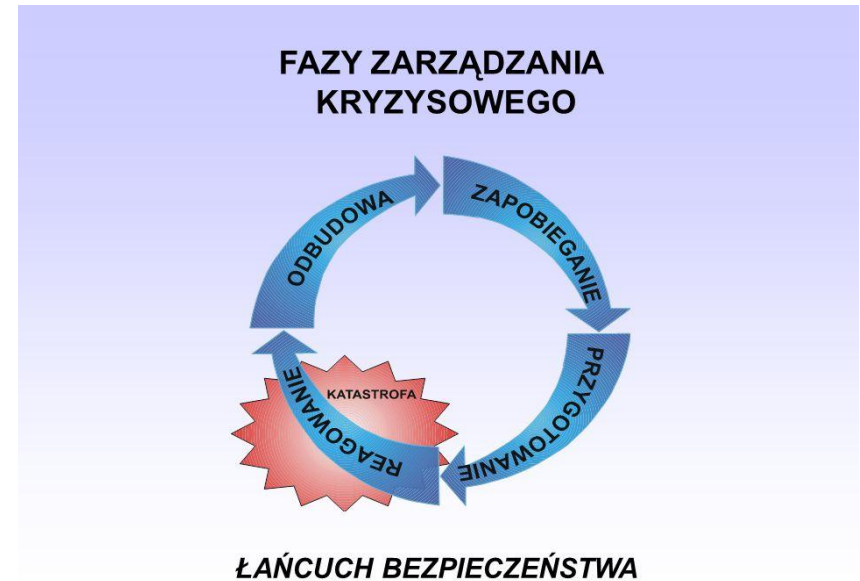 FAZY ZARZĄDZANIA
KRYZYSOWEGO
ZAPOBIEGANIE
PRZYGOTOWANIE
REAGOWANIE
KATASTROFA
ODBUDOWA
ŁAŃCUCH BEZPIECZEŃSTWA